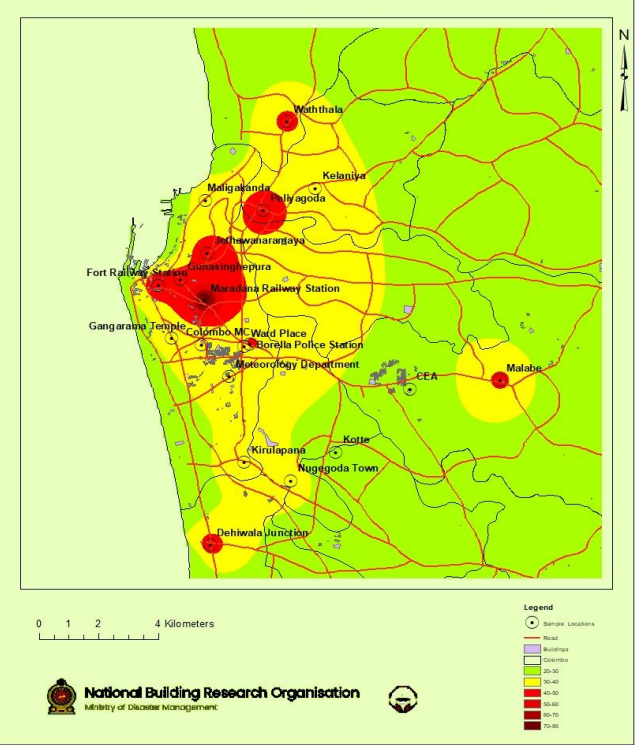 N
Waththala
Kelaniya
Maligakanda
Peliyagoda
Jethawanaramaya
Gunasinghepura
Fort Railway Station
Maradana Railway Station
Gangarama Temple
Colombo MC
Ward Place
Borella Police Station
Meteorology Department
CEA
Malabe
Kotte
Kirulapana
Nugegoda Town
Dehiwala Junction
0 1 2 4 Kilometers
Legend
Sample Locations
Road
Buildings
Colombo
20-30
30-40
40-50
50-60
60-70
70-80
National Building Research Organisation
Ministry of Disaster Management